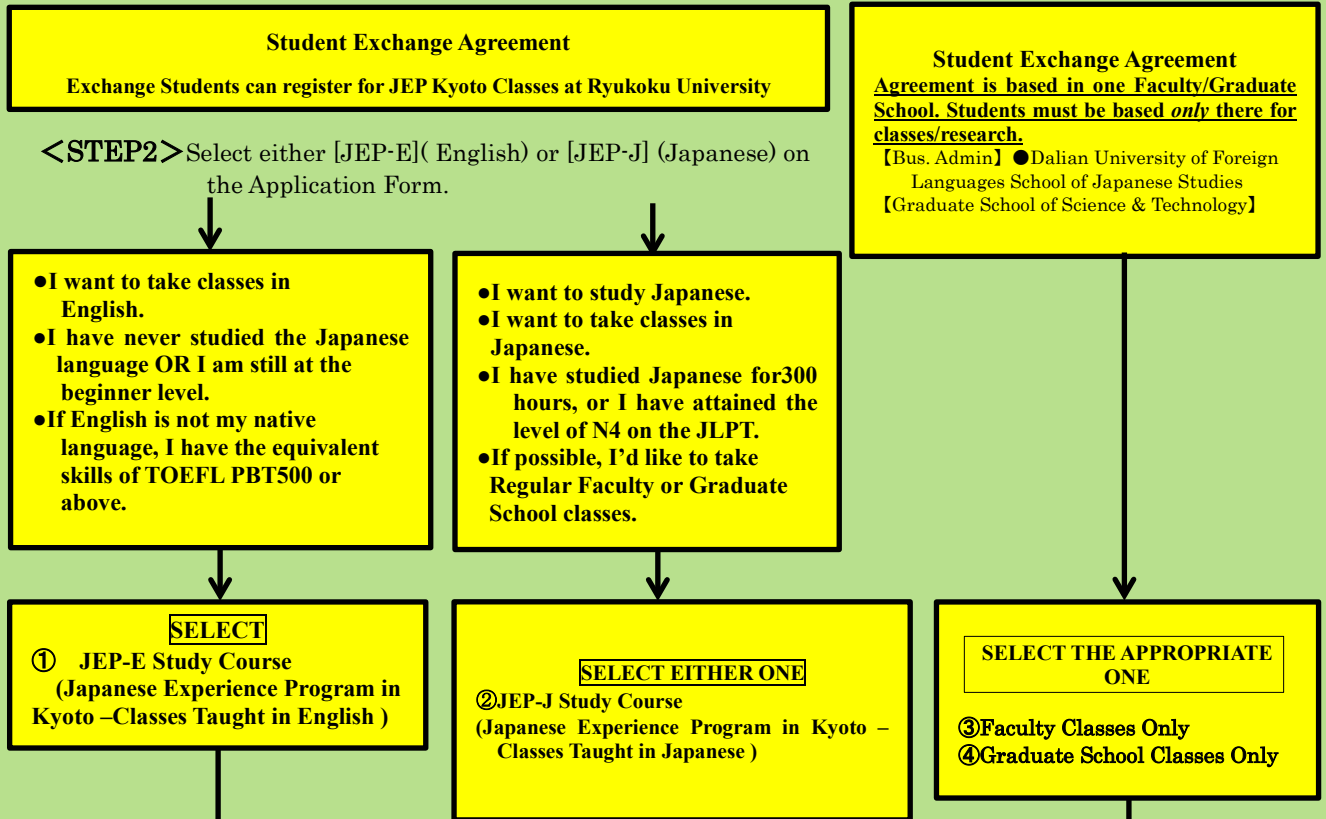 Student Exchange Agreement
Exchange Students can register for JEP Kyoto Classes at Ryukoku University
Student Exchange Agreement
Agreement is based in one Faculty/Graduate
School. Students must be based only there for
classes/research.
【Bus. Admin】 ●Dalian University of Foreign
Languages School of Japanese Studies
【Graduate School of Science & Technology】
＜STEP2＞Select either [JEP-E]( English) or [JEP-J] (Japanese) on
the Application Form.
●I want to take classes in
English.
●I have never studied the Japanese
language OR I am still at the
beginner level.
●If English is not my native
language, I have the equivalent
skills of TOEFL PBT500 or
above.
●I want to study Japanese.
●I want to take classes in
Japanese.
●I have studied Japanese for300
hours, or I have attained the
level of N4 on the JLPT.
●If possible, I’d like to take
Regular Faculty or Graduate
School classes.
SELECT
① JEP-E Study Course
(Japanese Experience Program in
Kyoto –Classes Taught in English )
SELECT EITHER ONE
②JEP-J Study Course
(Japanese Experience Program in Kyoto –
Classes Taught in Japanese )
SELECT THE APPROPRIATE
ONE
③Faculty Classes Only
④Graduate School Classes Only